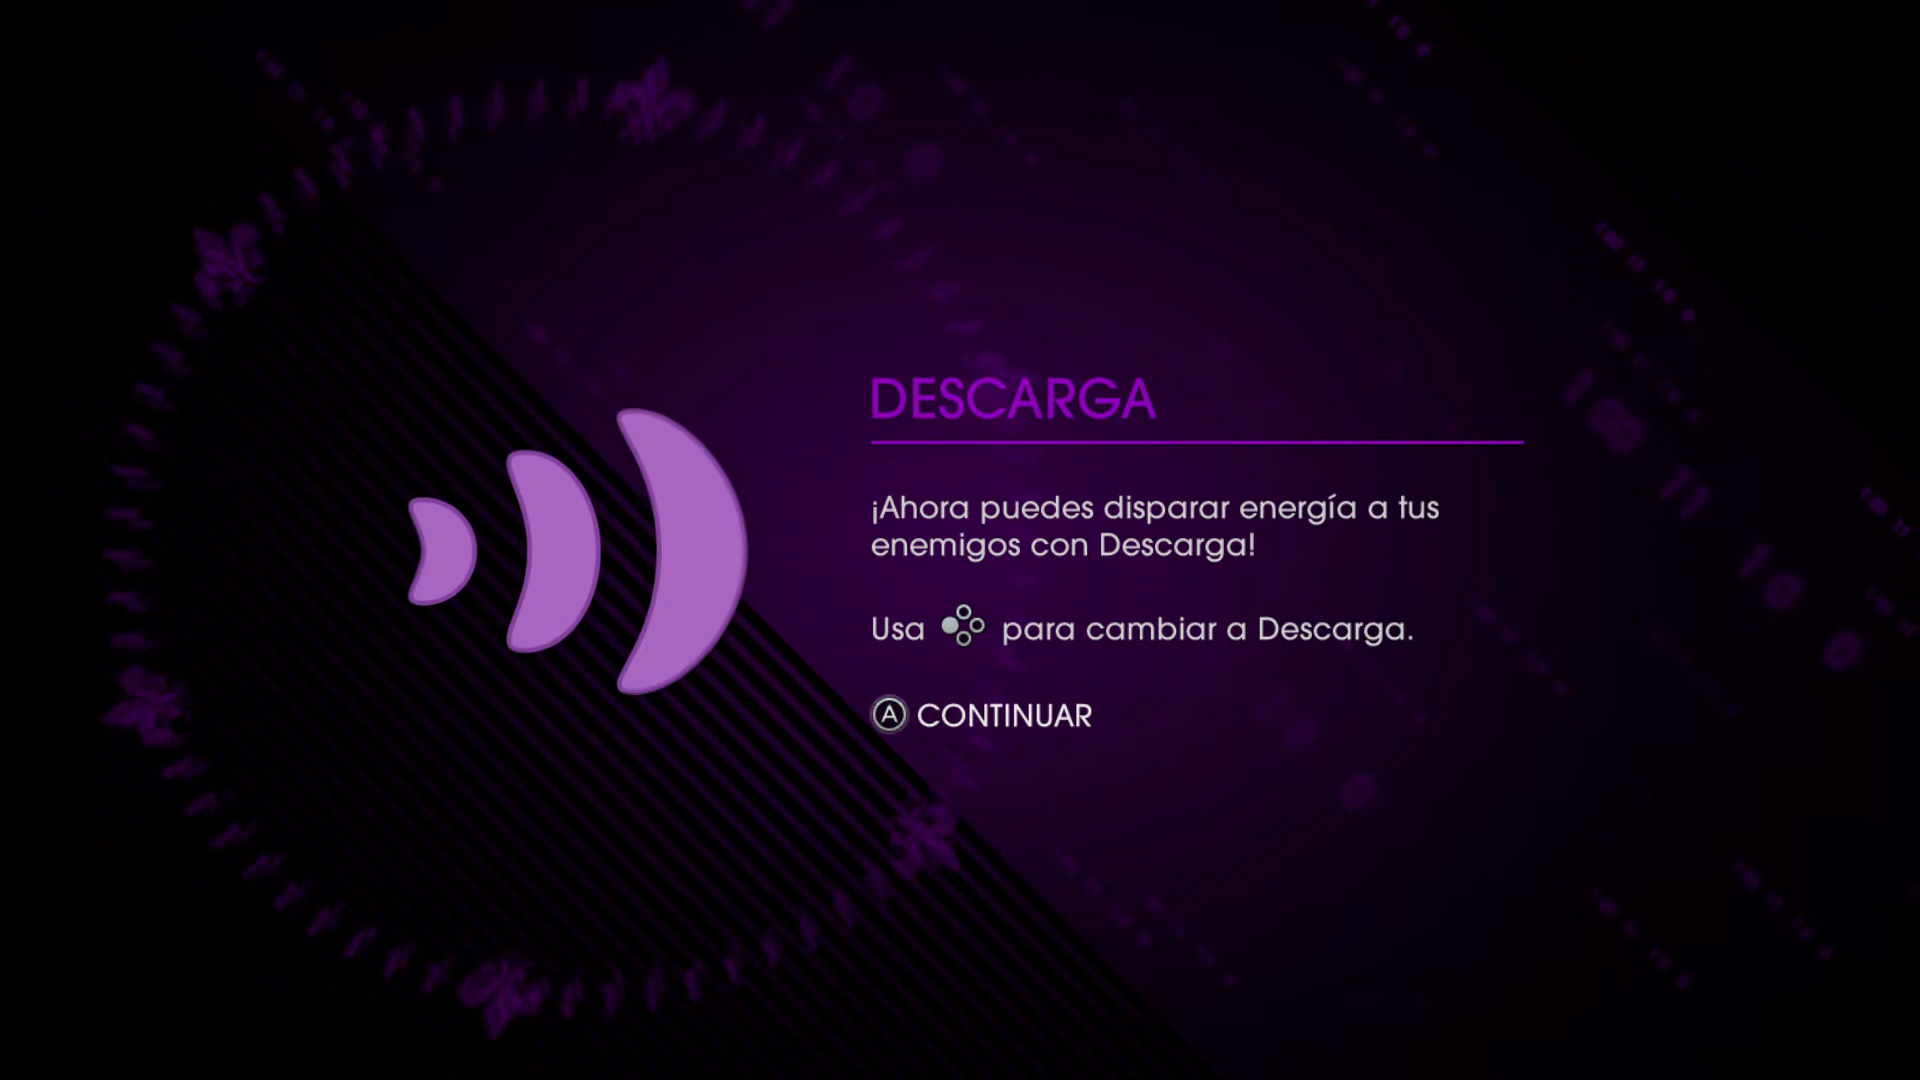 DESCARGA
¡Ahora puedes disparar energía a tus
enemigos con Descarga!
Usa para cambiar a Descarga.
A CONTINUAR